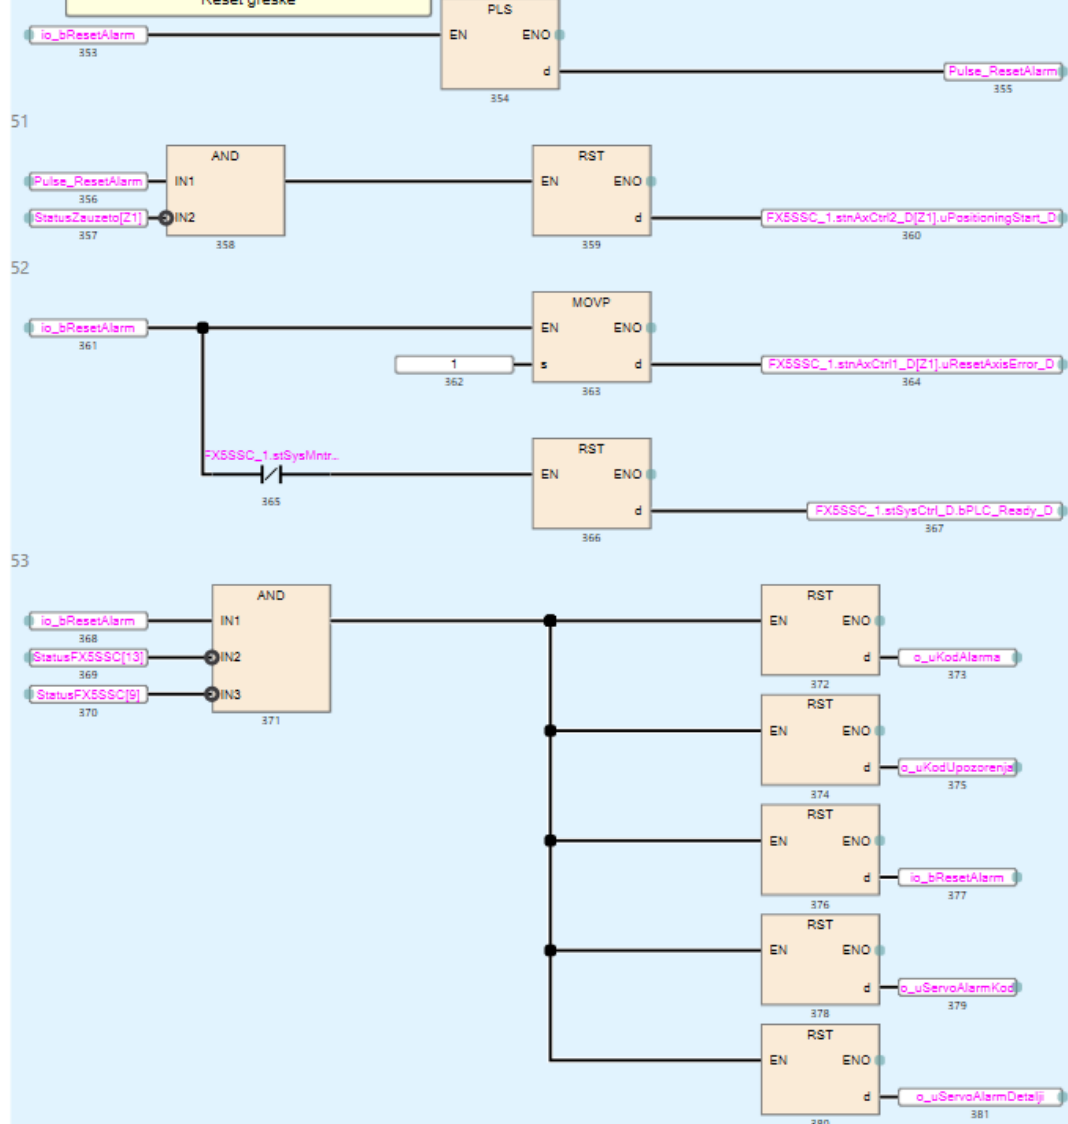 Reset greške
PLS
io_bResetAlarm
EN
ENO
353
d
Pulse_ResetAlarm
354
355
51
AND
RST
Pulse_ResetAlarm
IN1
EN
ENO
356
StatusZauzeto[Z1]
IN2
d
FX5SSC_1.stnAxCtrl2_D[Z1].uPositioningStart_D
357
358
359
360
52
MOVP
io_bResetAlarm
EN
ENO
361
1
s
d
FX5SSC_1.stnAxCtrl1_D[Z1].uResetAxisError_D
362
363
364
RST
FX5SSC_1.stSysMntr...
EN
ENO
365
d
FX5SSC_1.stSysCtrl_D.bPLC_Ready_D
366
367
53
AND
RST
io_bResetAlarm
IN1
EN
ENO
368
StatusFX5SSC[13]
IN2
d
o_uKodAlarma
369
372
373
StatusFX5SSC[9]
IN3
370
371
RST
EN
ENO
d
o_uKodUpozorenja
374
375
RST
EN
ENO
d
io_bResetAlarm
376
377
RST
EN
ENO
d
o_uServoAlarmKod
378
379
RST
EN
ENO
d
o_uServoAlarmDetalji
380
381